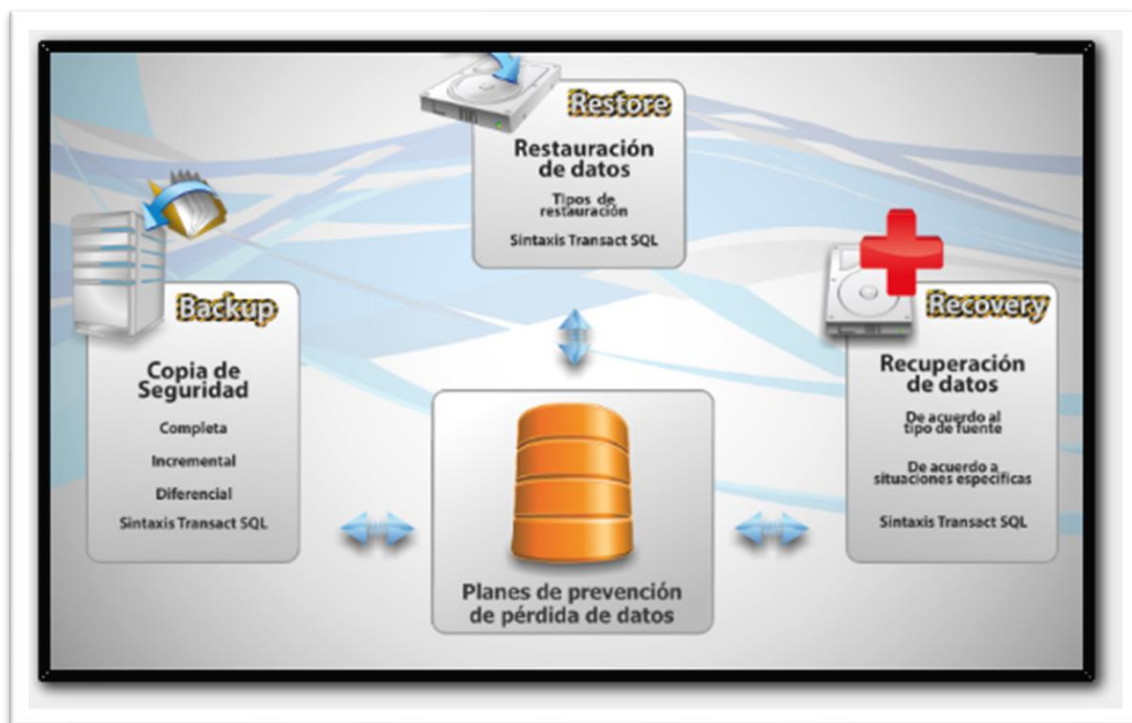 Restore
Restauración
de datos
Tipos de
restauración
Sintaxis Transact SQL
Backup
Copia de
Seguridad
Completa
Incremental
Diferencial
Sintaxis Transact SQL
Recovery
Recuperación
de datos
De acuerdo al
tipo de fuente
De acuerdo a
situaciones específicas
Sintaxis Transact SQL
Planes de prevención
de pérdida de datos